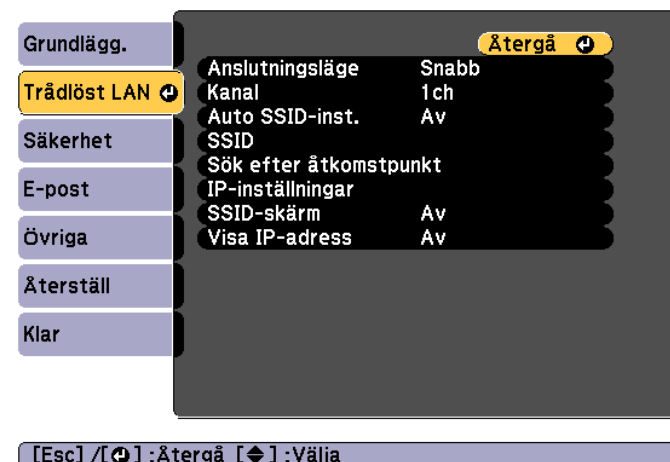 Grundlägg.
Trådlöst LAN
Säkerhet
E-post
Övriga
Återställ
Klar
Återgå
Anslutningsläge Snabb
Kanal 1ch
Auto SSID-inst. Av
SSID
Sök efter åtkomstpunkt
IP-inställningar
SSID-skärm Av
Visa IP-adress Av
[Esc] /[ ] :Återgå [ ] :Välja